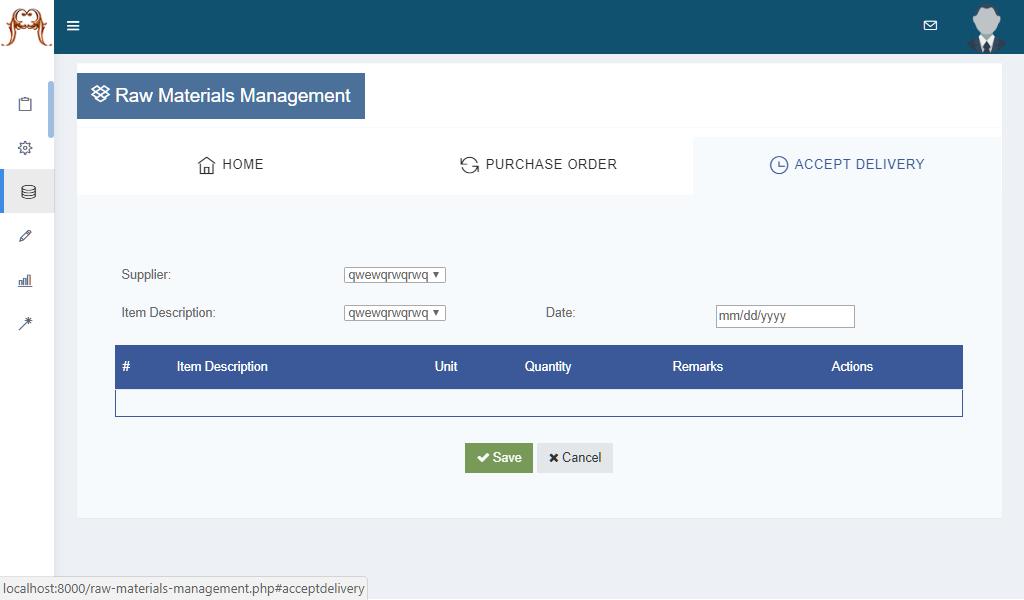 Raw Materials Management
HOME PURCHASE ORDER ACCEPT DELIVERY
Supplier: qwewqrwqrwq
Item Description: qwewqrwqrwq Date: mm/dd/yyyy
# Item Description Unit Quantity Remarks Actions
Save Cancel
localhost:8000/raw-materials-management.php#acceptdelivery